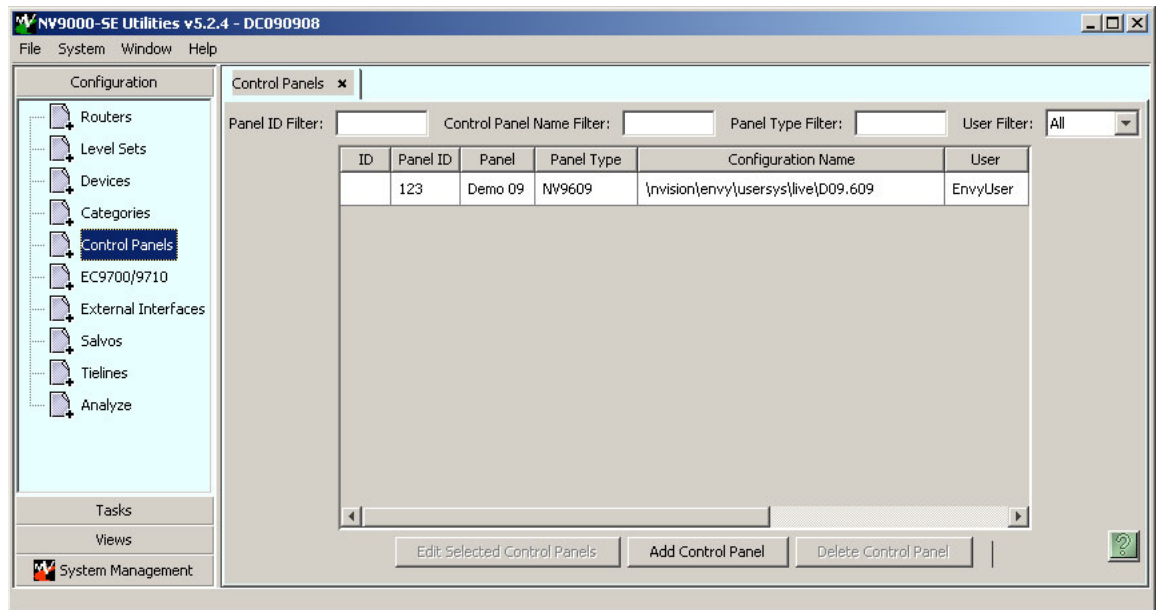 NV9000-SE Utilities v5.2.4 - DC090908
File System Window Help
Configuration
Routers
Level Sets
Devices
Categories
Control Panels
EC9700/9710
External Interfaces
Salvos
Tielines
Analyze
Tasks
Views
System Management
Control Panels
Panel ID Filter: Control Panel Name Filter: Panel Type Filter: User Filter: All
ID Panel ID Panel Panel Type Configuration Name User
123 Demo 09 NV9609 \nvision\envy\usersys\live\D09.609 EnvyUser
Edit Selected Control Panels Add Control Panel Delete Control Panel